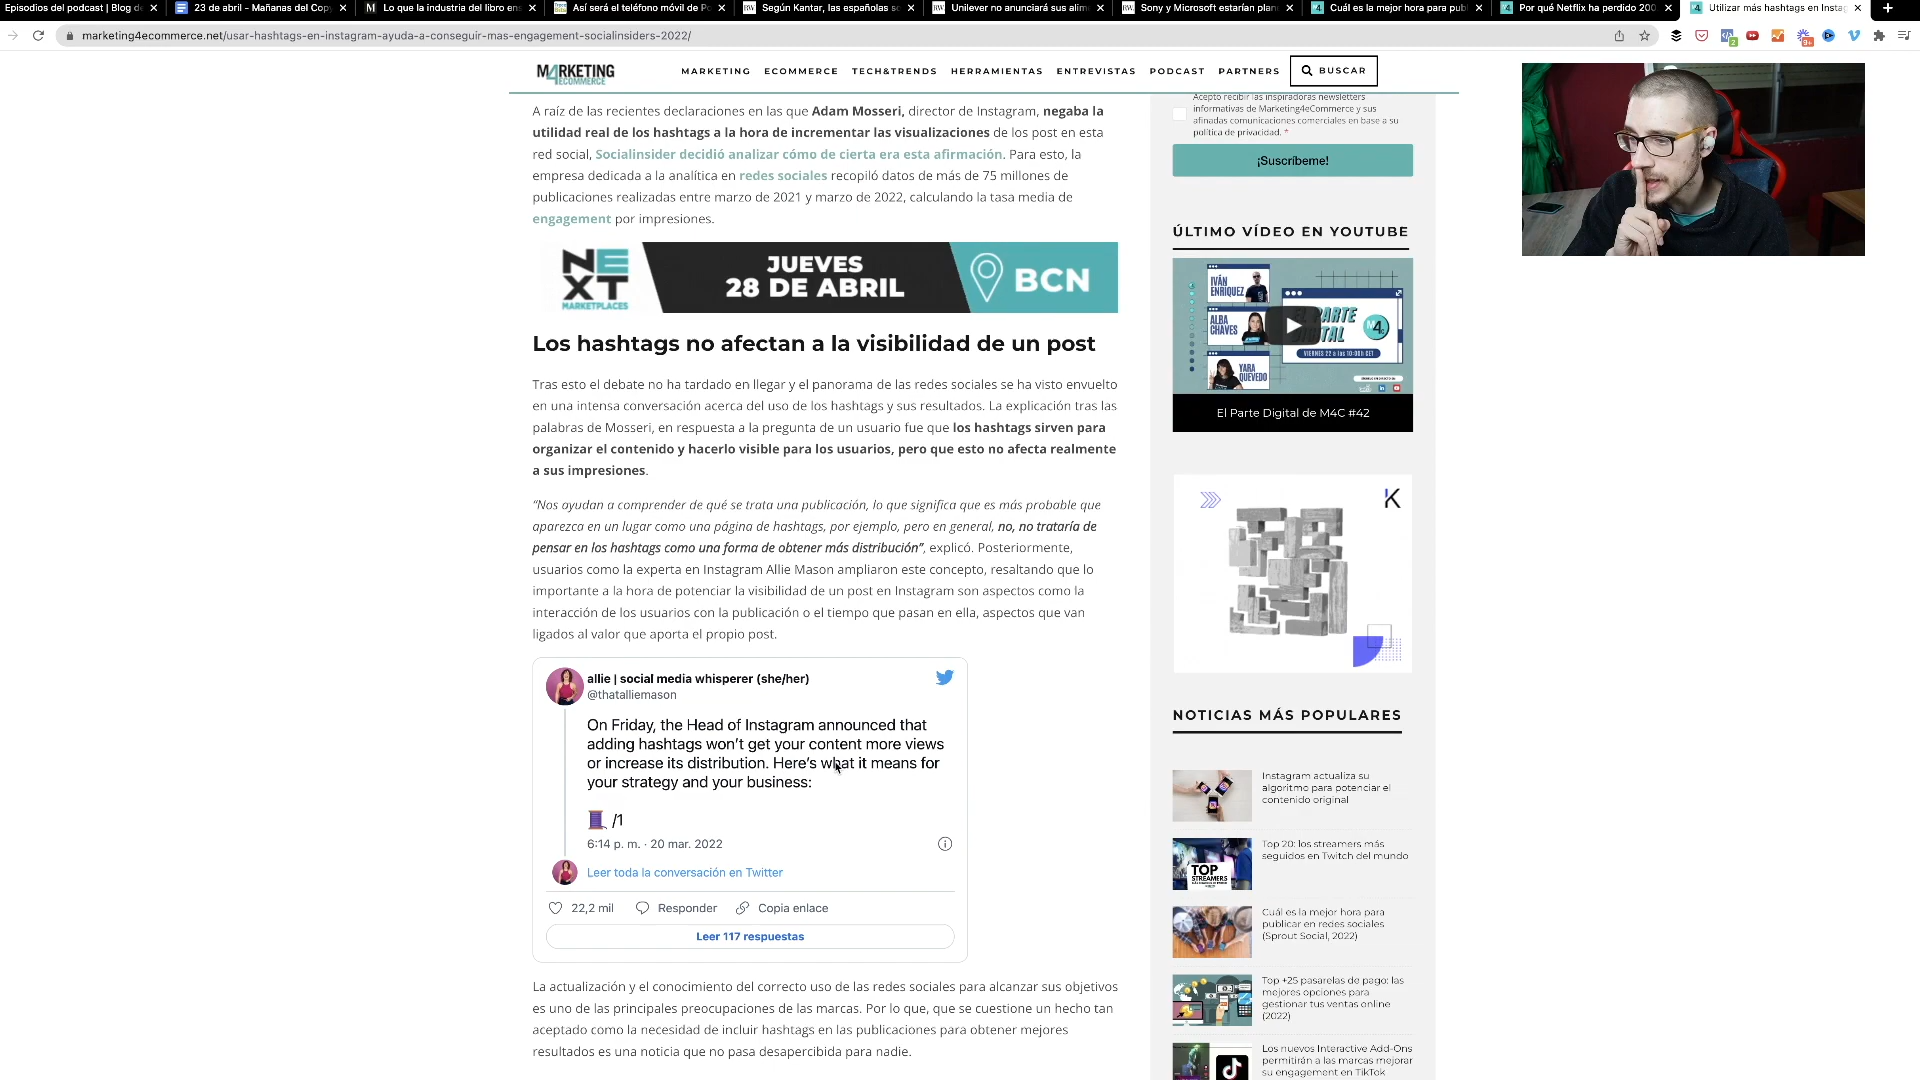 Episodios del podcast | Blog de
23 de abril - Mañanas del Copy
Lo que la industria del libro ens
Así será el teléfono móvil de Po
Según Kantar, las españolas so
Unilever no anunciará sus alim
Sony y Microsoft estarían plan
Cuál es la mejor hora para publ
Por qué Netflix ha perdido 200
Utilizar más hashtags en Instag
marketing4ecommerce.net/usar-hashtags-en-instagram-ayuda-a-conseguir-mas-engagement-socialinsiders-2022/
M4RKETING
ECOMMERCE
MARKETING
ECOMMERCE
TECH&TRENDS
HERRAMIENTAS
ENTREVISTAS
PODCAST
PARTNERS
BUSCAR
A raíz de las recientes declaraciones en las que Adam Mosseri, director de Instagram, negaba la
utilidad real de los hashtags a la hora de incrementar las visualizaciones de los post en esta
red social, Socialinsider decidió analizar cómo de cierta era esta afirmación. Para esto, la
empresa dedicada a la analítica en redes sociales recopiló datos de más de 75 millones de
publicaciones realizadas entre marzo de 2021 y marzo de 2022, calculando la tasa media de
engagement por impresiones.
NEXT
MARKETPLACES
JUEVES
28 DE ABRIL
BCN
Los hashtags no afectan a la visibilidad de un post
Tras esto el debate no ha tardado en llegar y el panorama de las redes sociales se ha visto envuelto
en una intensa conversación acerca del uso de los hashtags y sus resultados. La explicación tras las
palabras de Mosseri, en respuesta a la pregunta de un usuario fue que los hashtags sirven para
organizar el contenido y hacerlo visible para los usuarios, pero que esto no afecta realmente
a sus impresiones.
“Nos ayudan a comprender de qué se trata una publicación, lo que significa que es más probable que
aparezca en un lugar como una página de hashtags, por ejemplo, pero en general, no, no trataría de
pensar en los hashtags como una forma de obtener más distribución”, explicó. Posteriormente,
usuarios como la experta en Instagram Allie Mason ampliaron este concepto, resaltando que lo
importante a la hora de potenciar la visibilidad de un post en Instagram son aspectos como la
interacción de los usuarios con la publicación o el tiempo que pasan en ella, aspectos que van
ligados al valor que aporta el propio post.
allie | social media whisperer (she/her)
@thatalliemason
On Friday, the Head of Instagram announced that
adding hashtags won’t get your content more views
or increase its distribution. Here’s what it means for
your strategy and your business:
/1
6:14 p. m. · 20 mar. 2022
Leer toda la conversación en Twitter
22,2 mil
Responder
Copia enlace
Leer 117 respuestas
La actualización y el conocimiento del correcto uso de las redes sociales para alcanzar sus objetivos
es uno de las principales preocupaciones de las marcas. Por lo que, que se cuestione un hecho tan
aceptado como la necesidad de incluir hashtags en las publicaciones para obtener mejores
resultados es una noticia que no pasa desapercibida para nadie.
Acepto recibir las inspiradoras newsletters
informativas de Marketing4eCommerce y sus
afinadas comunicaciones comerciales en base a su
política de privacidad. *
¡Suscríbeme!
ÚLTIMO VÍDEO EN YOUTUBE
IVÁN
ENRIQUEZ
ALBA
CHAVES
YARA
QUEVEDO
EL PARTE
DIGITAL
M4
VIERNES 22 a las 10:00h CET
El Parte Digital de M4C #42
K
NOTICIAS MÁS POPULARES
Instagram actualiza su
algoritmo para potenciar el
contenido original
TOP
STREAMERS
Top 20: los streamers más
seguidos en Twitch del mundo
Cuál es la mejor hora para
publicar en redes sociales
(Sprout Social, 2022)
Top +25 pasarelas de pago: las
mejores opciones para
gestionar tus ventas online
(2022)
Los nuevos Interactive Add-Ons
permitirán a las marcas mejorar
su engagement en TikTok